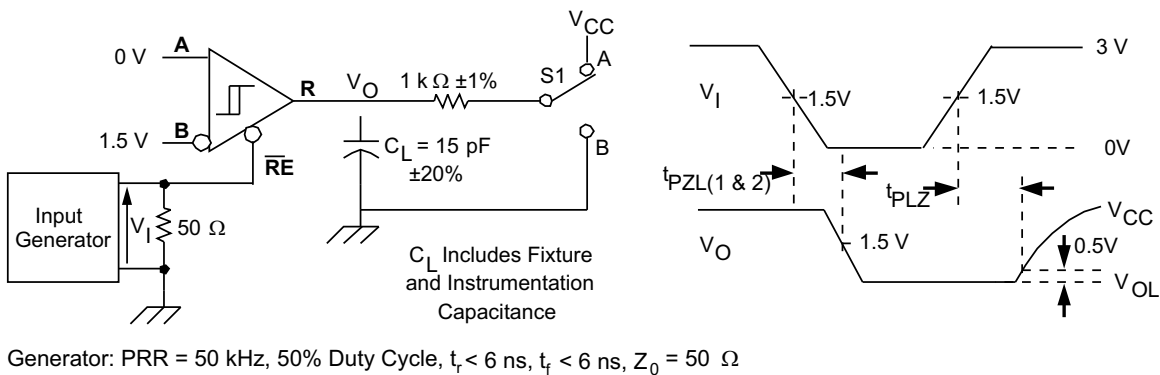 V_CC
A
0 V
A
S1
R
V_O
1 k Ω ±1%
B
1.5 V
B
RE
C_L = 15 pF
±20%
Input
Generator
V_I
50 Ω
C_L Includes Fixture
and Instrumentation
Capacitance
3 V
V_I
1.5V
1.5V
0V
t_PZL(1 & 2)
t_PLZ
V_CC
V_O
1.5 V
0.5V
V_OL
Generator: PRR = 50 kHz, 50% Duty Cycle, t_r < 6 ns, t_f < 6 ns, Z_0 = 50 Ω